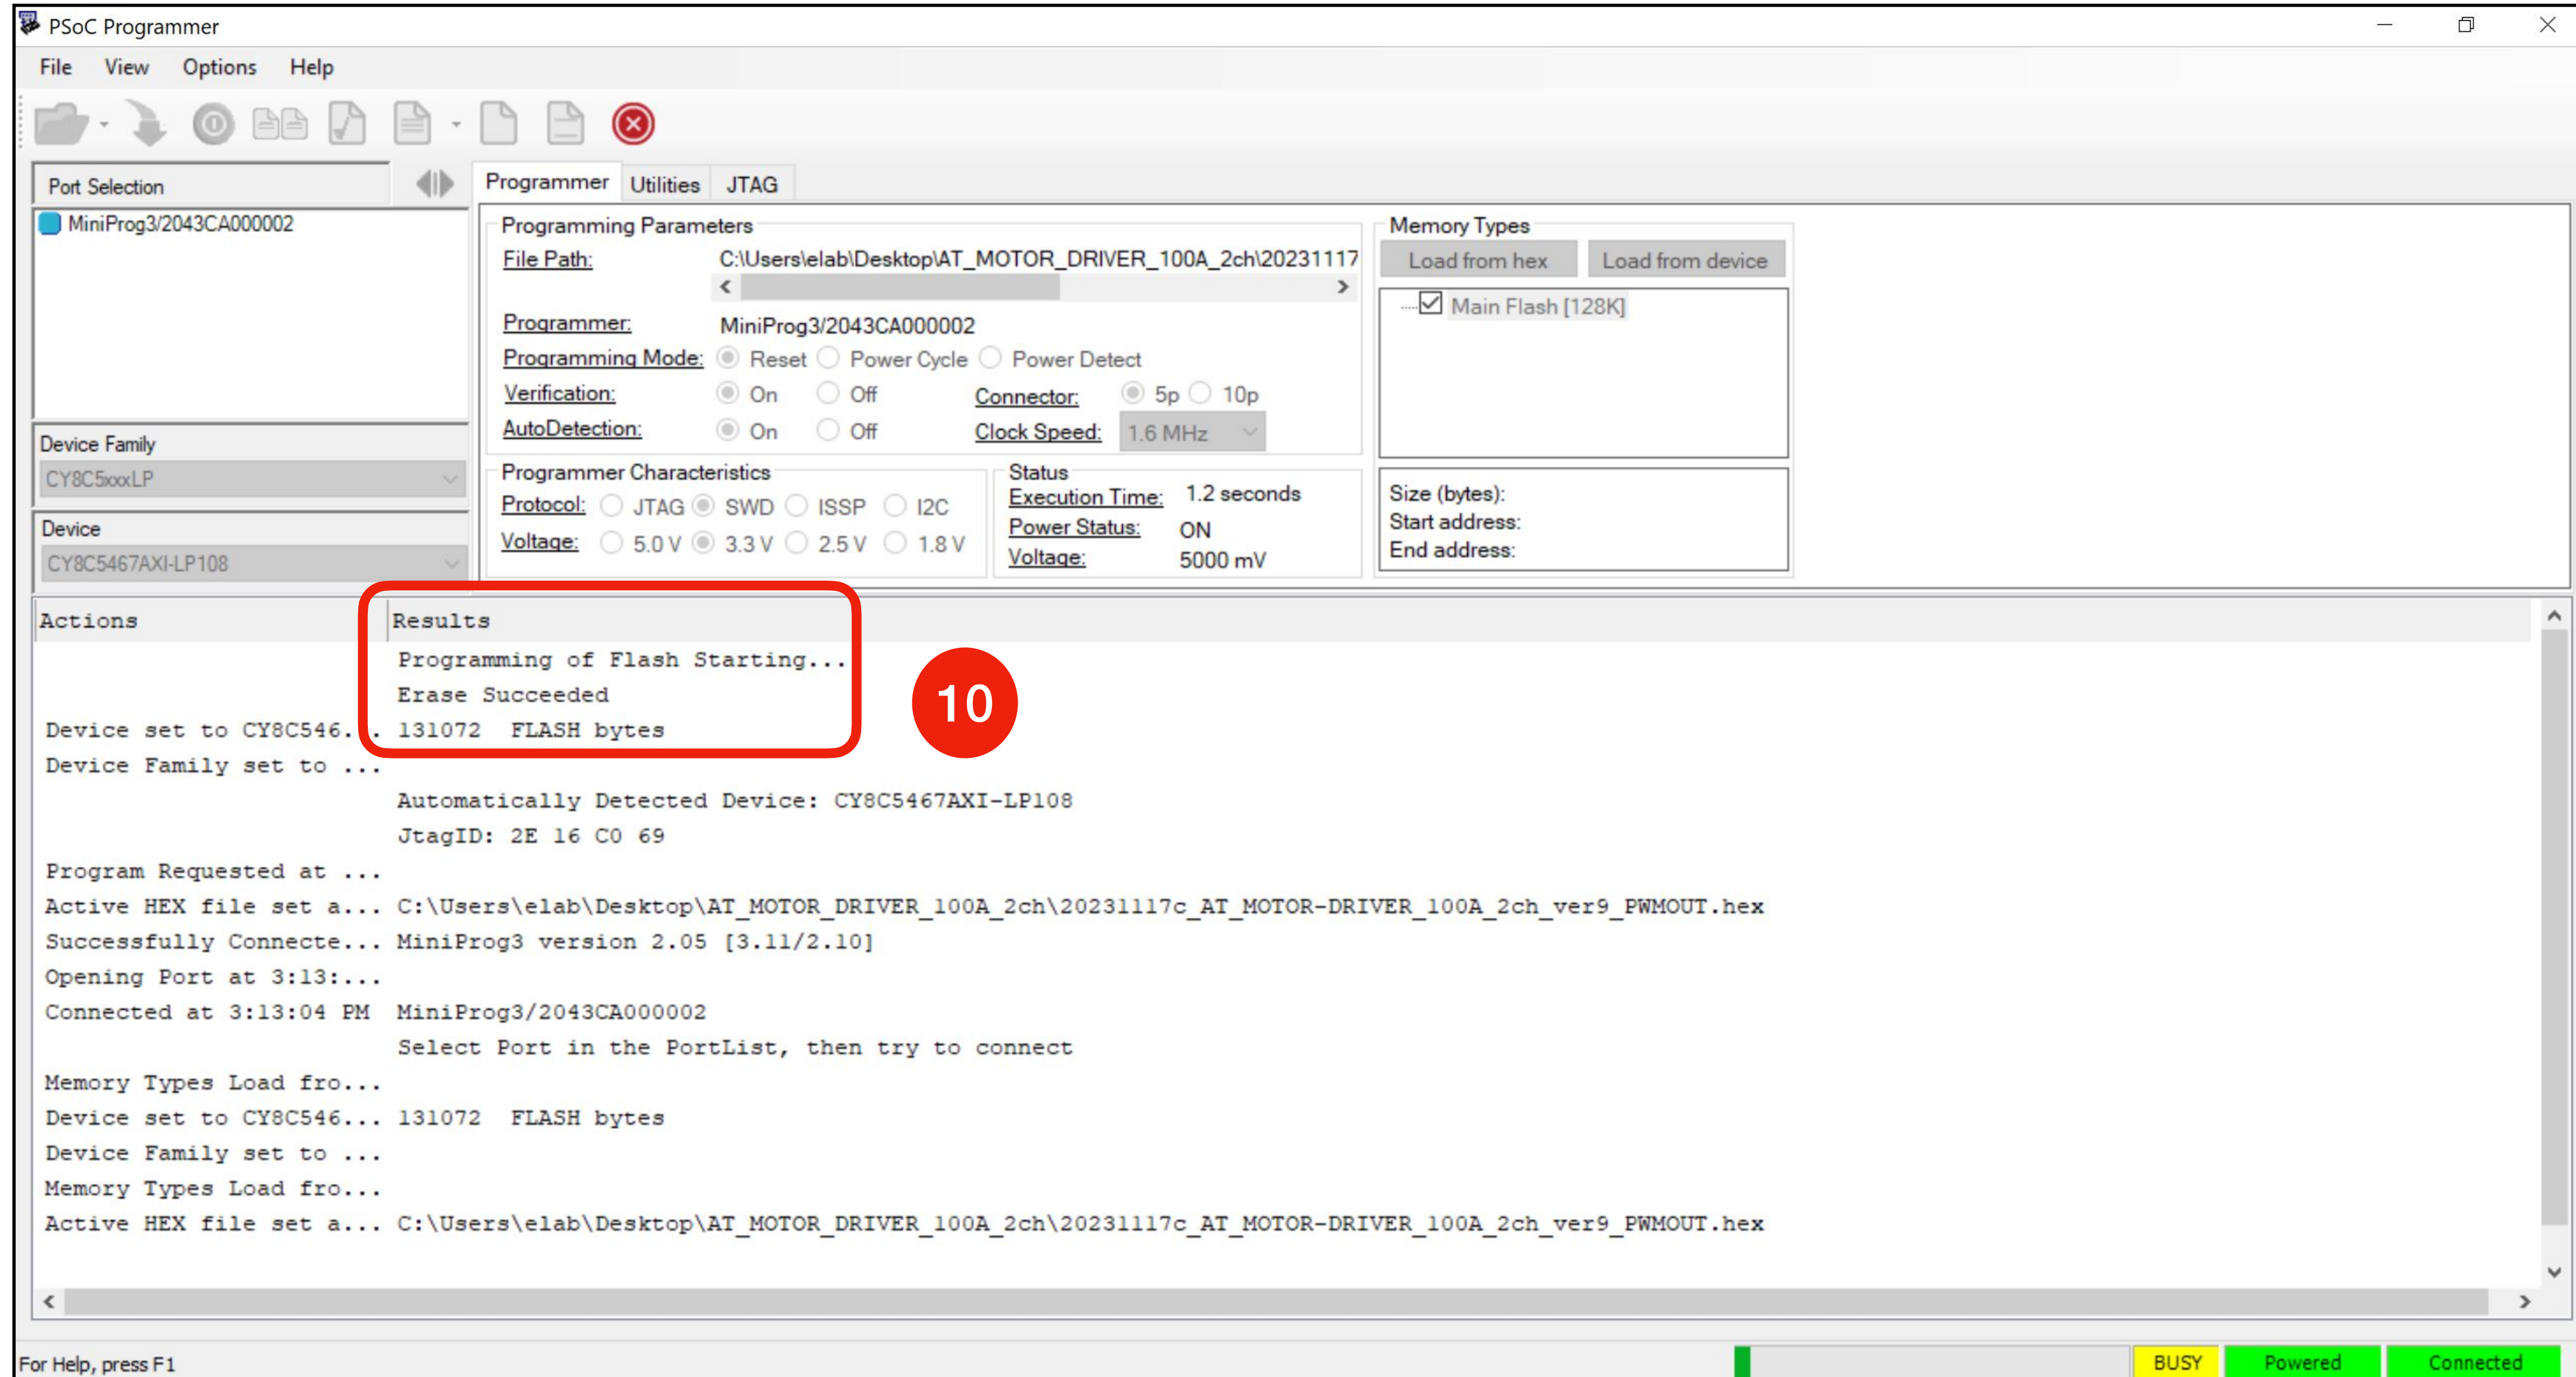 PSoC Programmer
File View Options Help
Port Selection
MiniProg3/2043CA000002
Device Family
CY8C5xxxLP
Device
CY8C5467AXI-LP108
Programmer Utilities JTAG
Programming Parameters
File Path: C:\Users\elab\Desktop\AT_MOTOR_DRIVER_100A_2ch\20231117
Programmer: MiniProg3/2043CA000002
Programming Mode: Reset Power Cycle Power Detect
Verification: On Off Connector: 5p 10p
AutoDetection: On Off Clock Speed: 1.6 MHz
Programmer Characteristics
Protocol: JTAG SWD ISSP I2C
Voltage: 5.0 V 3.3 V 2.5 V 1.8 V
Status
Execution Time: 1.2 seconds
Power Status: ON
Voltage: 5000 mV
Memory Types
Load from hex Load from device
Main Flash [128K]
Size (bytes):
Start address:
End address:
Actions Results
Programming of Flash Starting...
Erase Succeeded
10
Device set to CY8C546... 131072 FLASH bytes
Device Family set to ...
Automatically Detected Device: CY8C5467AXI-LP108
JtagID: 2E 16 C0 69
Program Requested at ...
Active HEX file set a... C:\Users\elab\Desktop\AT_MOTOR_DRIVER_100A_2ch\20231117c_AT_MOTOR-DRIVER_100A_2ch_ver9_PWMOUT.hex
Successfully Connecte... MiniProg3 version 2.05 [3.11/2.10]
Opening Port at 3:13:...
Connected at 3:13:04 PM MiniProg3/2043CA000002
Select Port in the PortList, then try to connect
Memory Types Load fro...
Device set to CY8C546... 131072 FLASH bytes
Device Family set to ...
Memory Types Load fro...
Active HEX file set a... C:\Users\elab\Desktop\AT_MOTOR_DRIVER_100A_2ch\20231117c_AT_MOTOR-DRIVER_100A_2ch_ver9_PWMOUT.hex
For Help, press F1
BUSY Powered Connected